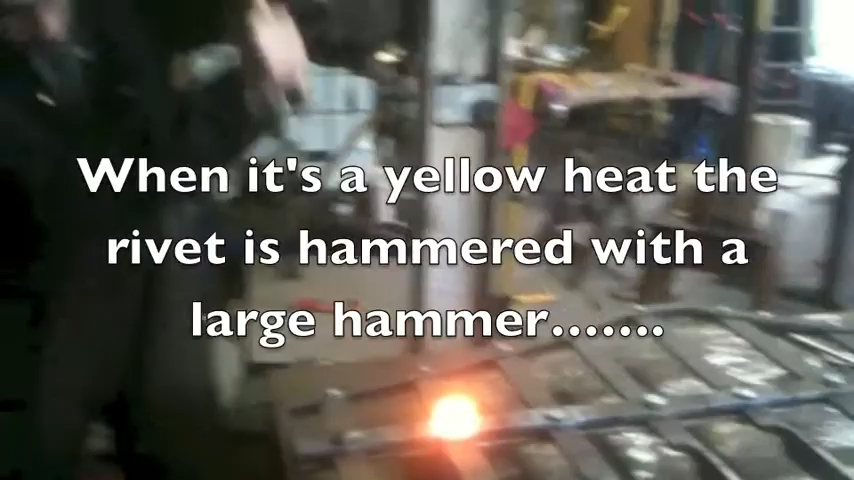 When it's a yellow heat the
rivet is hammered with a
large hammer.......